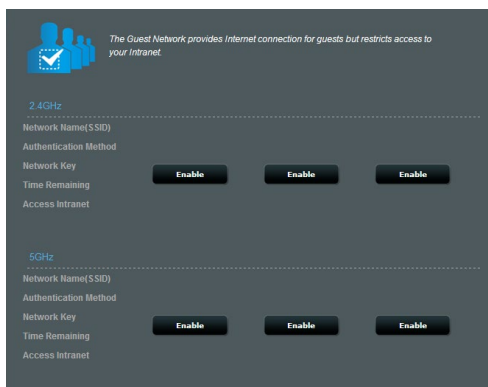 The Guest Network provides Internet connection for guests but restricts access to
your Intranet.
2.4GHz
Network Name(SSID)
Authentication Method
Network Key
Enable Enable Enable
Time Remaining
Access Intranet
5GHz
Network Name(SSID)
Authentication Method
Network Key
Enable Enable Enable
Time Remaining
Access Intranet